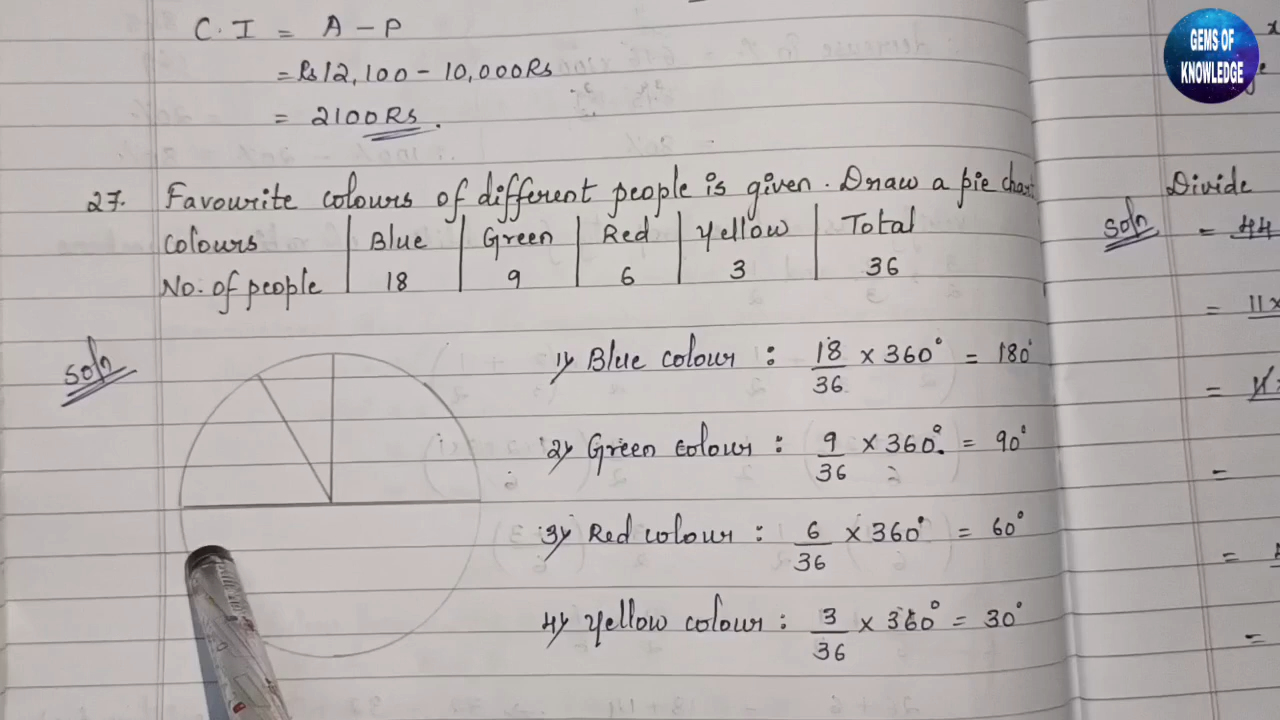 C.I = A - P
= Rs 12,100 - 10,000Rs
= 2100Rs.
GEMS OF
KNOWLEDGE
27. Favourite colours of different people is given. Draw a pie chart
colours | Blue | Green | Red | Yellow | Total
No: of people | 18 | 9 | 6 | 3 | 36
Soln
1) Blue colour : 18/36 × 360° = 180°
2) Green colour : 9/36 × 360° = 90°
3) Red colour : 6/36 × 360° = 60°
4) Yellow colour : 3/36 × 360° = 30°
Divide
Soln = 44
=
=
=
=
=